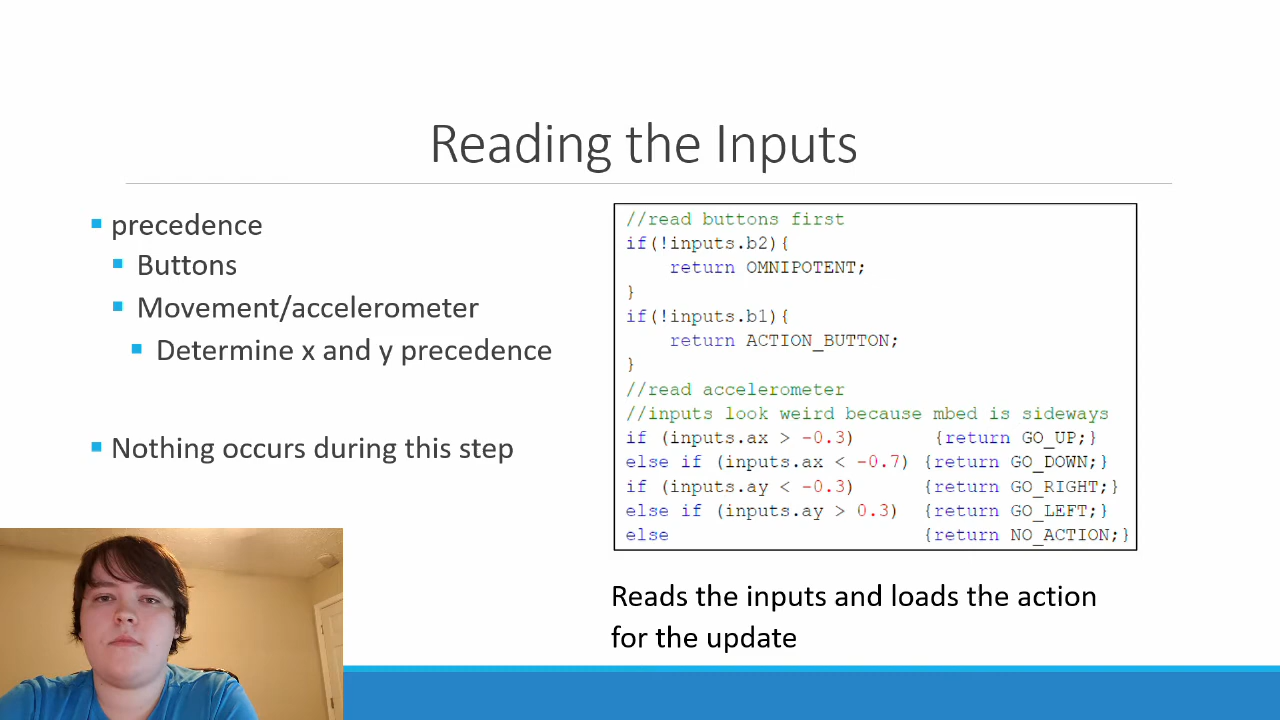 Reading the Inputs
precedence
Buttons
Movement/accelerometer
Determine x and y precedence
Nothing occurs during this step
//read buttons first
if(!inputs.b2){
    return OMNIPOTENT;
}
if(!inputs.b1){
    return ACTION_BUTTON;
}
//read accelerometer
//inputs look weird because mbed is sideways
if (inputs.ax > -0.3)        {return GO_UP;}
else if (inputs.ax < -0.7) {return GO_DOWN;}
if (inputs.ay < -0.3)       {return GO_RIGHT;}
else if (inputs.ay > 0.3)  {return GO_LEFT;}
else                        {return NO_ACTION;}
Reads the inputs and loads the action
for the update